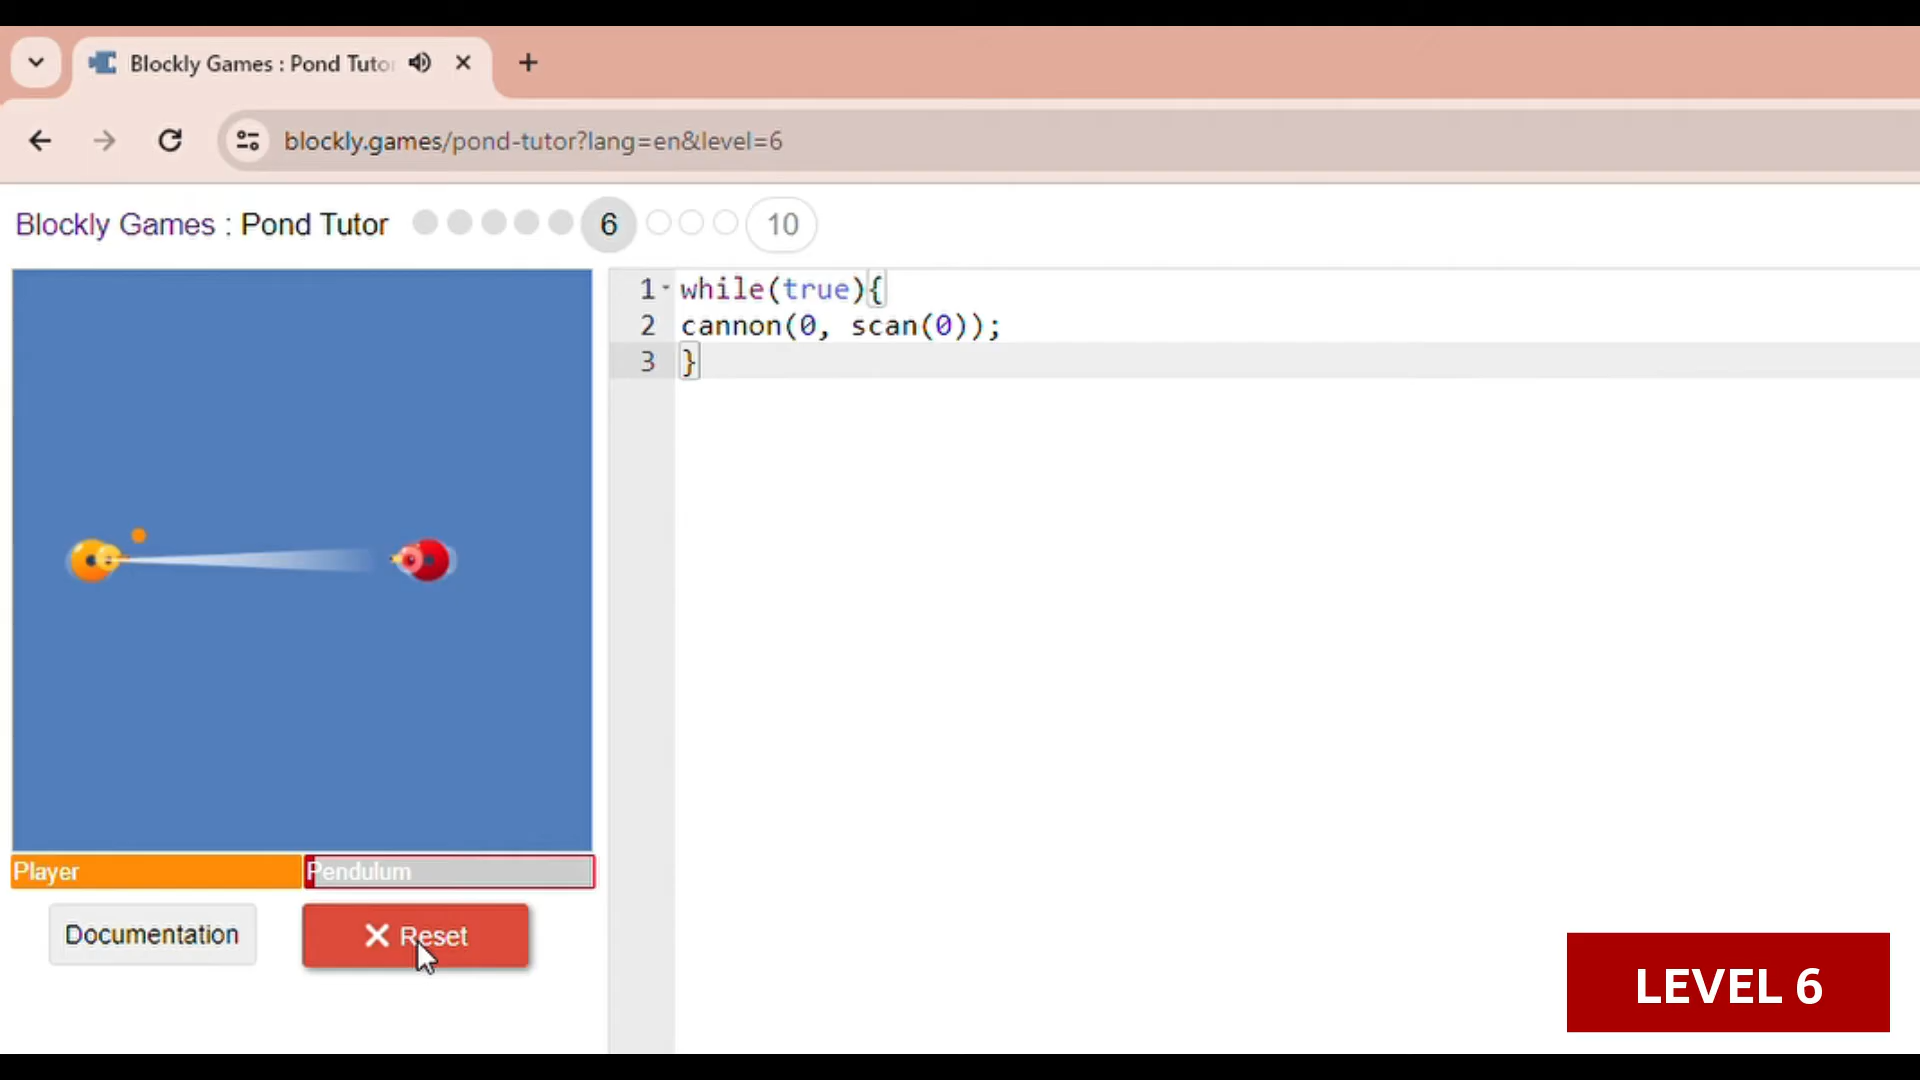 Blockly Games : Pond Tutor
blockly.games/pond-tutor?lang=en&level=6
Blockly Games : Pond Tutor 6 10
1 while(true){
2 cannon(0, scan(0));
3 }
Player Pendulum
Documentation Reset
LEVEL 6